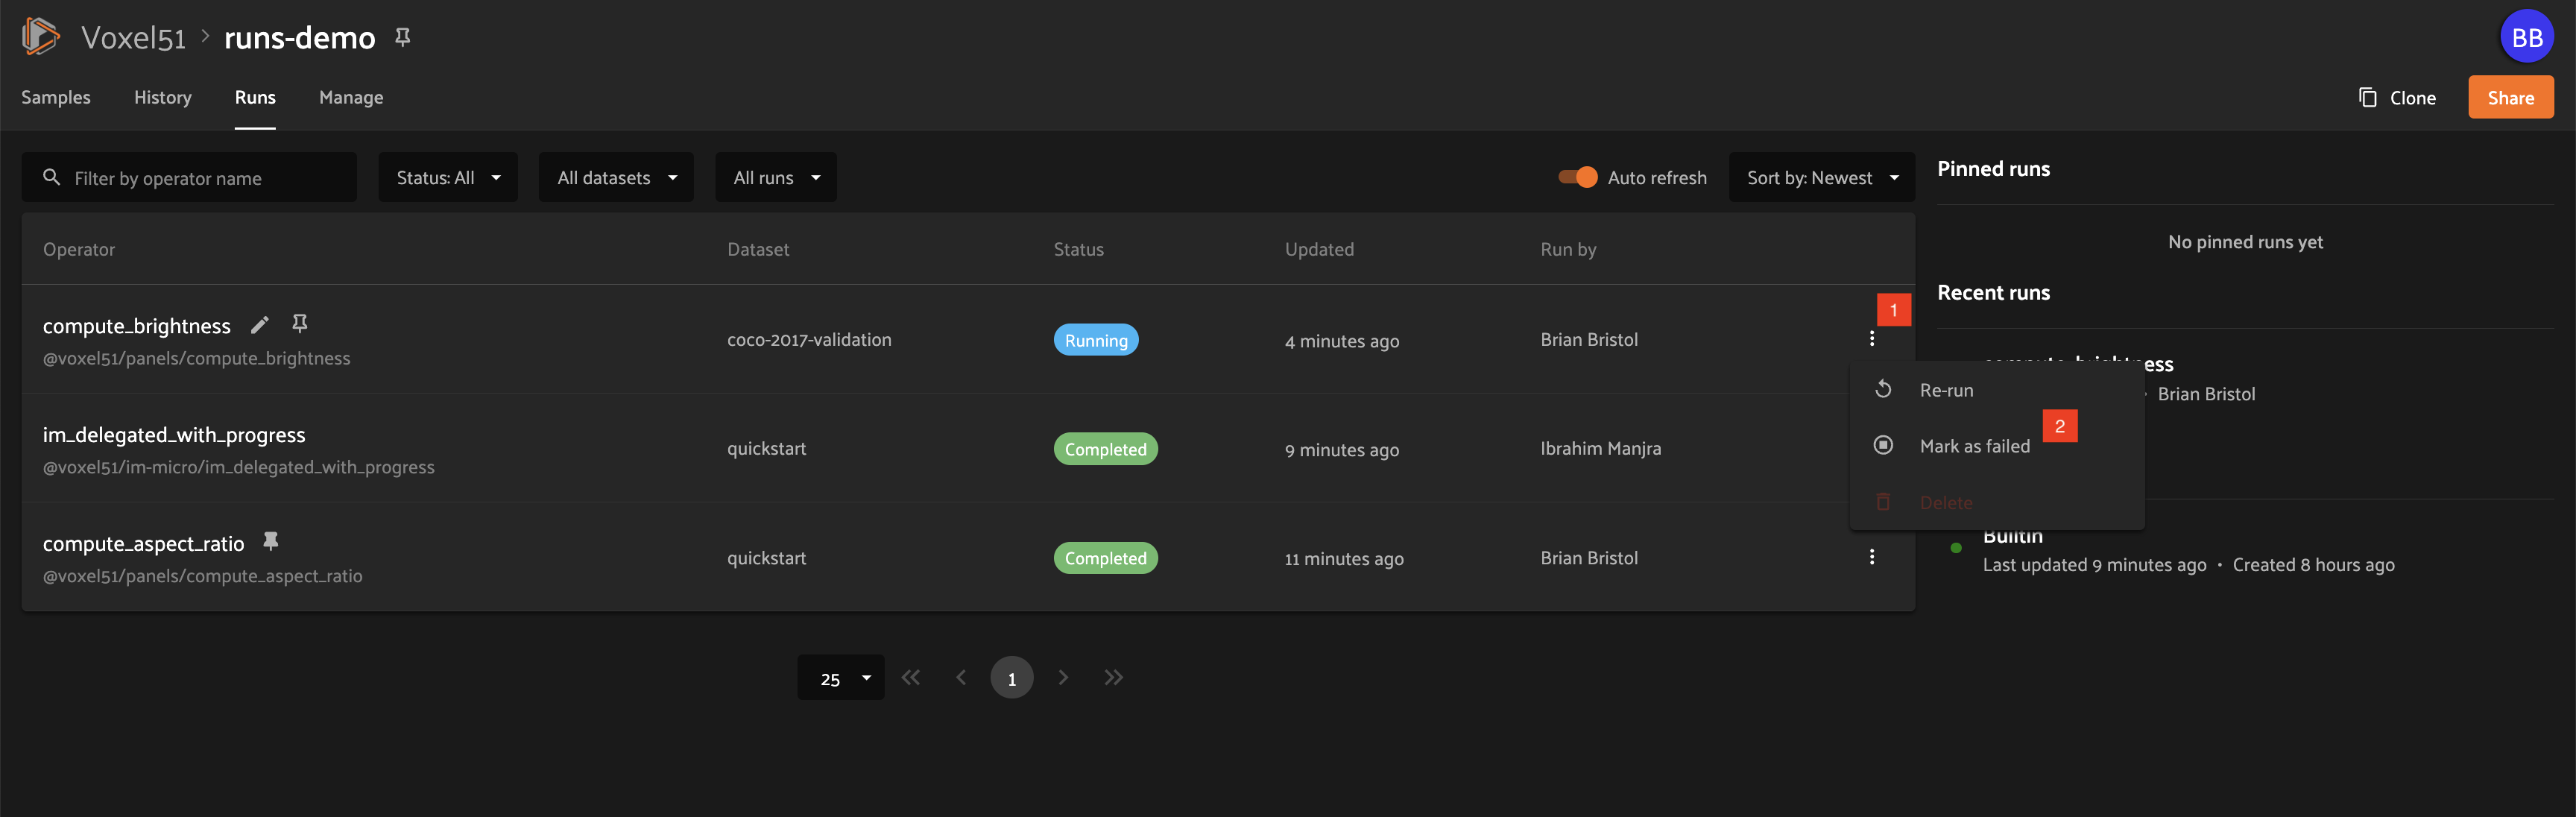 Voxel51 > runs-demo
BB
Samples History Runs Manage
Clone Share
Filter by operator name Status: All All datasets All runs Auto refresh Sort by: Newest
Operator Dataset Status Updated Run by
compute_brightness
@voxel51/panels/compute_brightness
coco-2017-validation Running 4 minutes ago Brian Bristol
1
im_delegated_with_progress
@voxel51/im-micro/im_delegated_with_progress
quickstart Completed 9 minutes ago Ibrahim Manjra
compute_aspect_ratio
@voxel51/panels/compute_aspect_ratio
quickstart Completed 11 minutes ago Brian Bristol
Re-run
Mark as failed
2
Delete
25 1
Pinned runs
No pinned runs yet
Recent runs
compute_brightness
• Brian Bristol
Builtin
Last updated 9 minutes ago • Created 8 hours ago